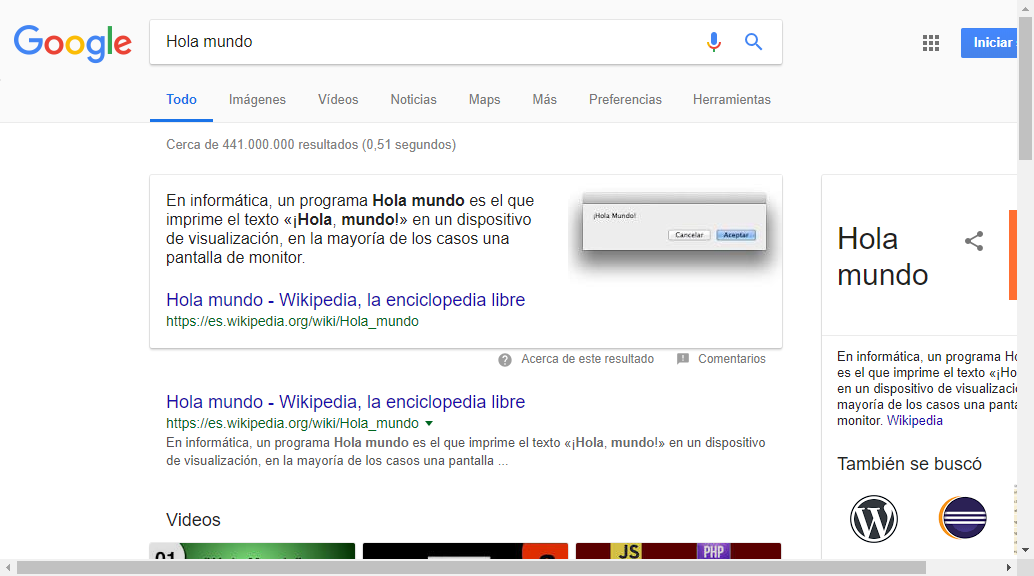 Google
Hola mundo
Iniciar
Todo Imágenes Vídeos Noticias Maps Más Preferencias Herramientas
Cerca de 441.000.000 resultados (0,51 segundos)
En informática, un programa Hola mundo es el que
imprime el texto «¡Hola, mundo!» en un dispositivo
de visualización, en la mayoría de los casos una
pantalla de monitor.
¡Hola Mundo!
Cancelar Aceptar
Hola mundo - Wikipedia, la enciclopedia libre
https://es.wikipedia.org/wiki/Hola_mundo
Acerca de este resultado Comentarios
Hola mundo - Wikipedia, la enciclopedia libre
https://es.wikipedia.org/wiki/Hola_mundo
En informática, un programa Hola mundo es el que imprime el texto «¡Hola, mundo!» en un dispositivo
de visualización, en la mayoría de los casos una pantalla ...
Videos
01
JS PHP
Hola
mundo
En informática, un programa Ho
es el que imprime el texto «¡Ho
en un dispositivo de visualizació
mayoría de los casos una panta
monitor. Wikipedia
También se buscó